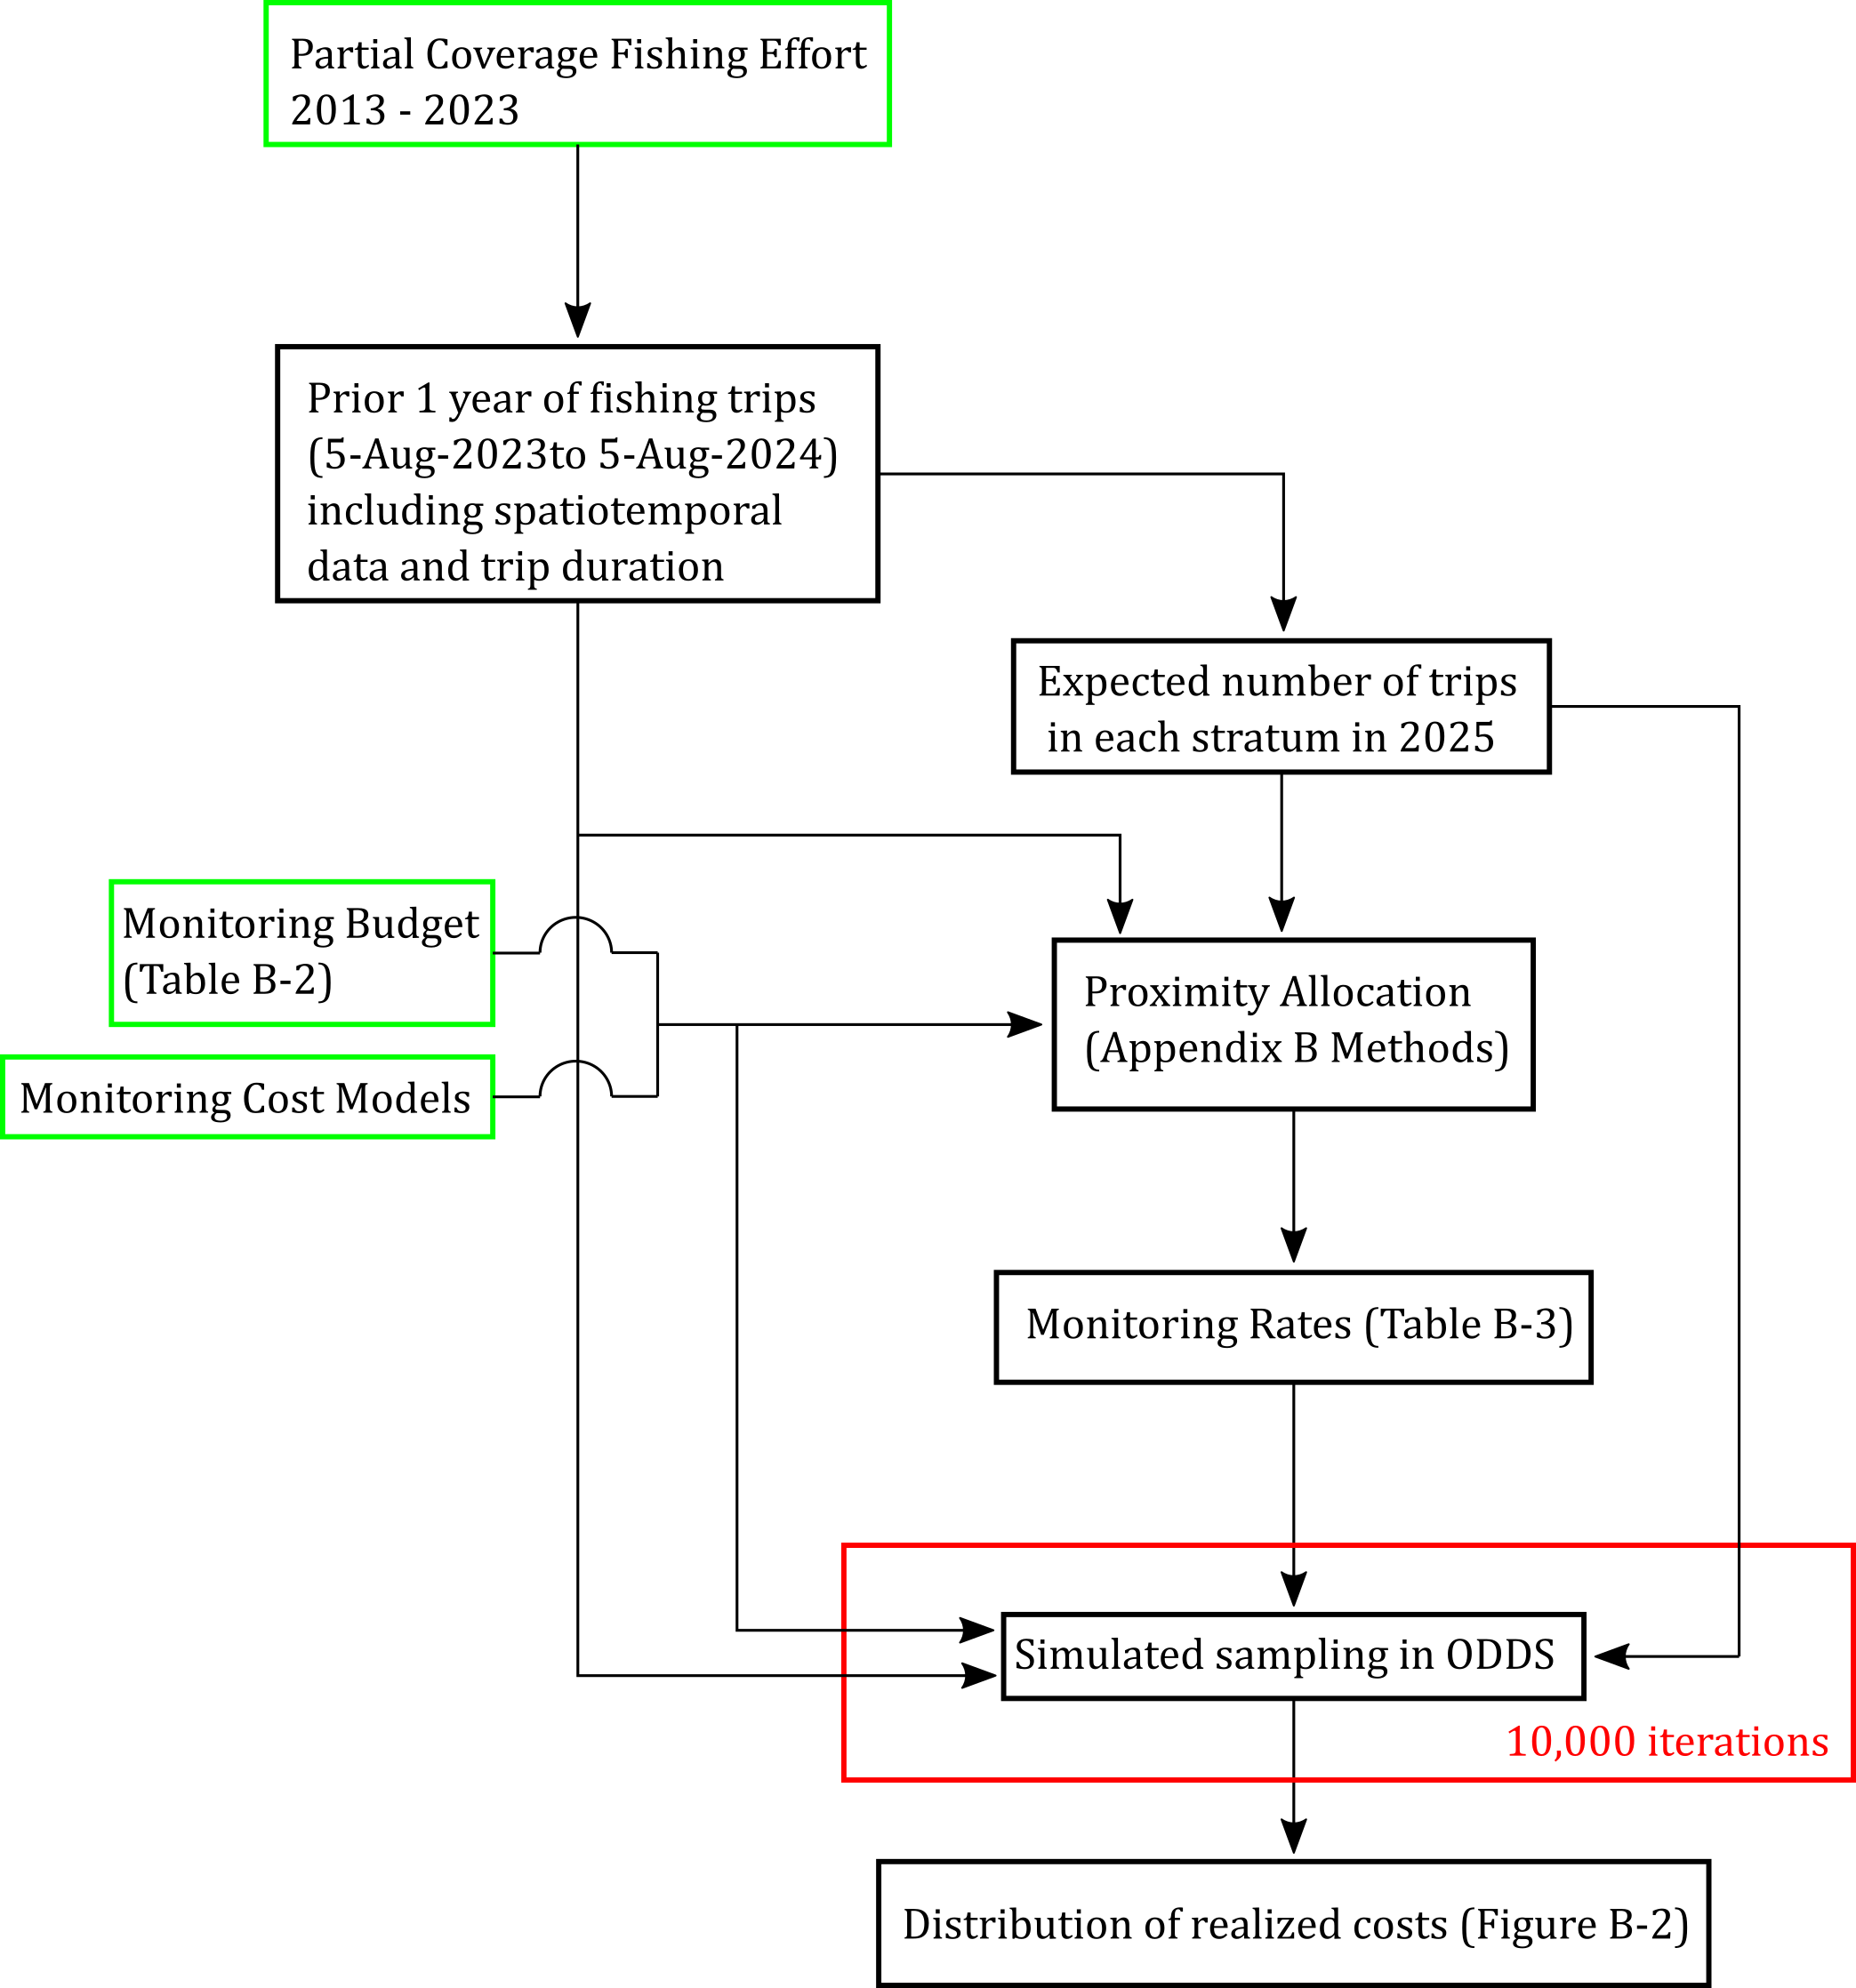 Partial Coverage Fishing Effort
2013 - 2023
Prior 1 year of fishing trips
(5-Aug-2023to 5-Aug-2024)
including spatiotemporal
data and trip duration
Expected number of trips
in each stratum in 2025
Monitoring Budget
(Table B-2)
Monitoring Cost Models
Proximity Allocation
(Appendix B Methods)
Monitoring Rates (Table B-3)
Simulated sampling in ODDS
10,000 iterations
Distribution of realized costs (Figure B-2)